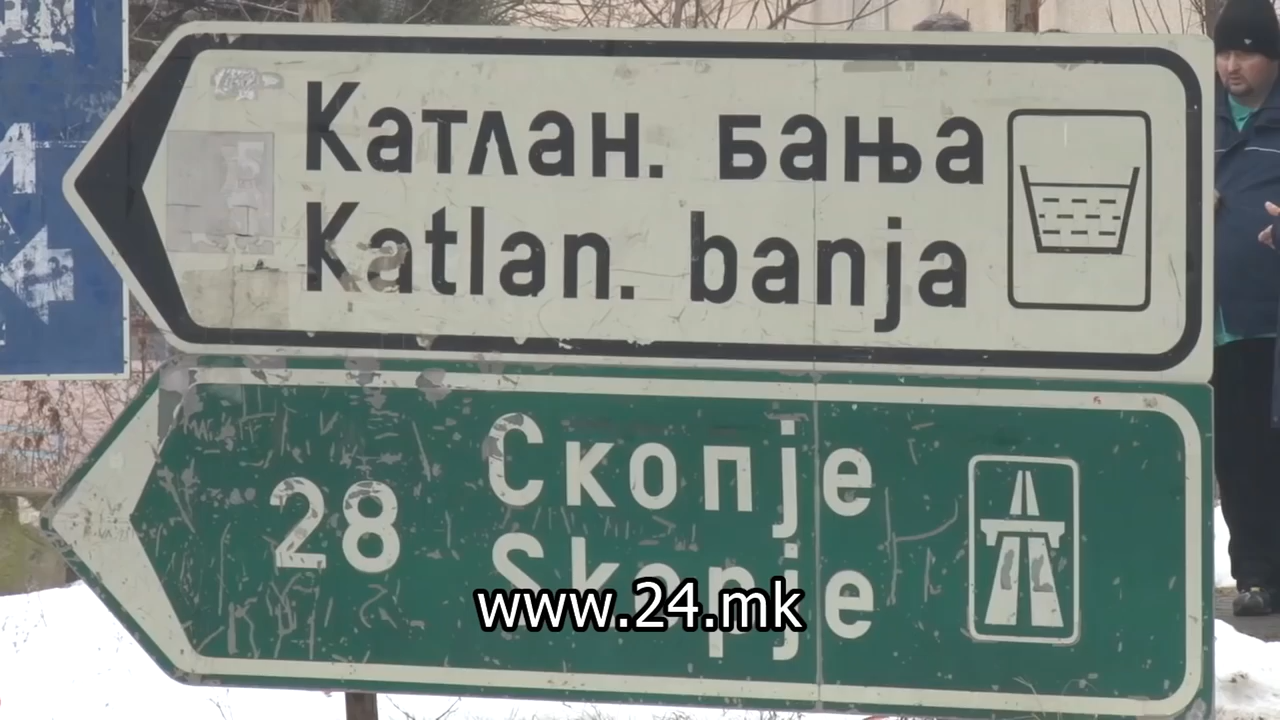 Катлан. бања
Katlan. banja
28
Скопје
Skopje
www.24.mk